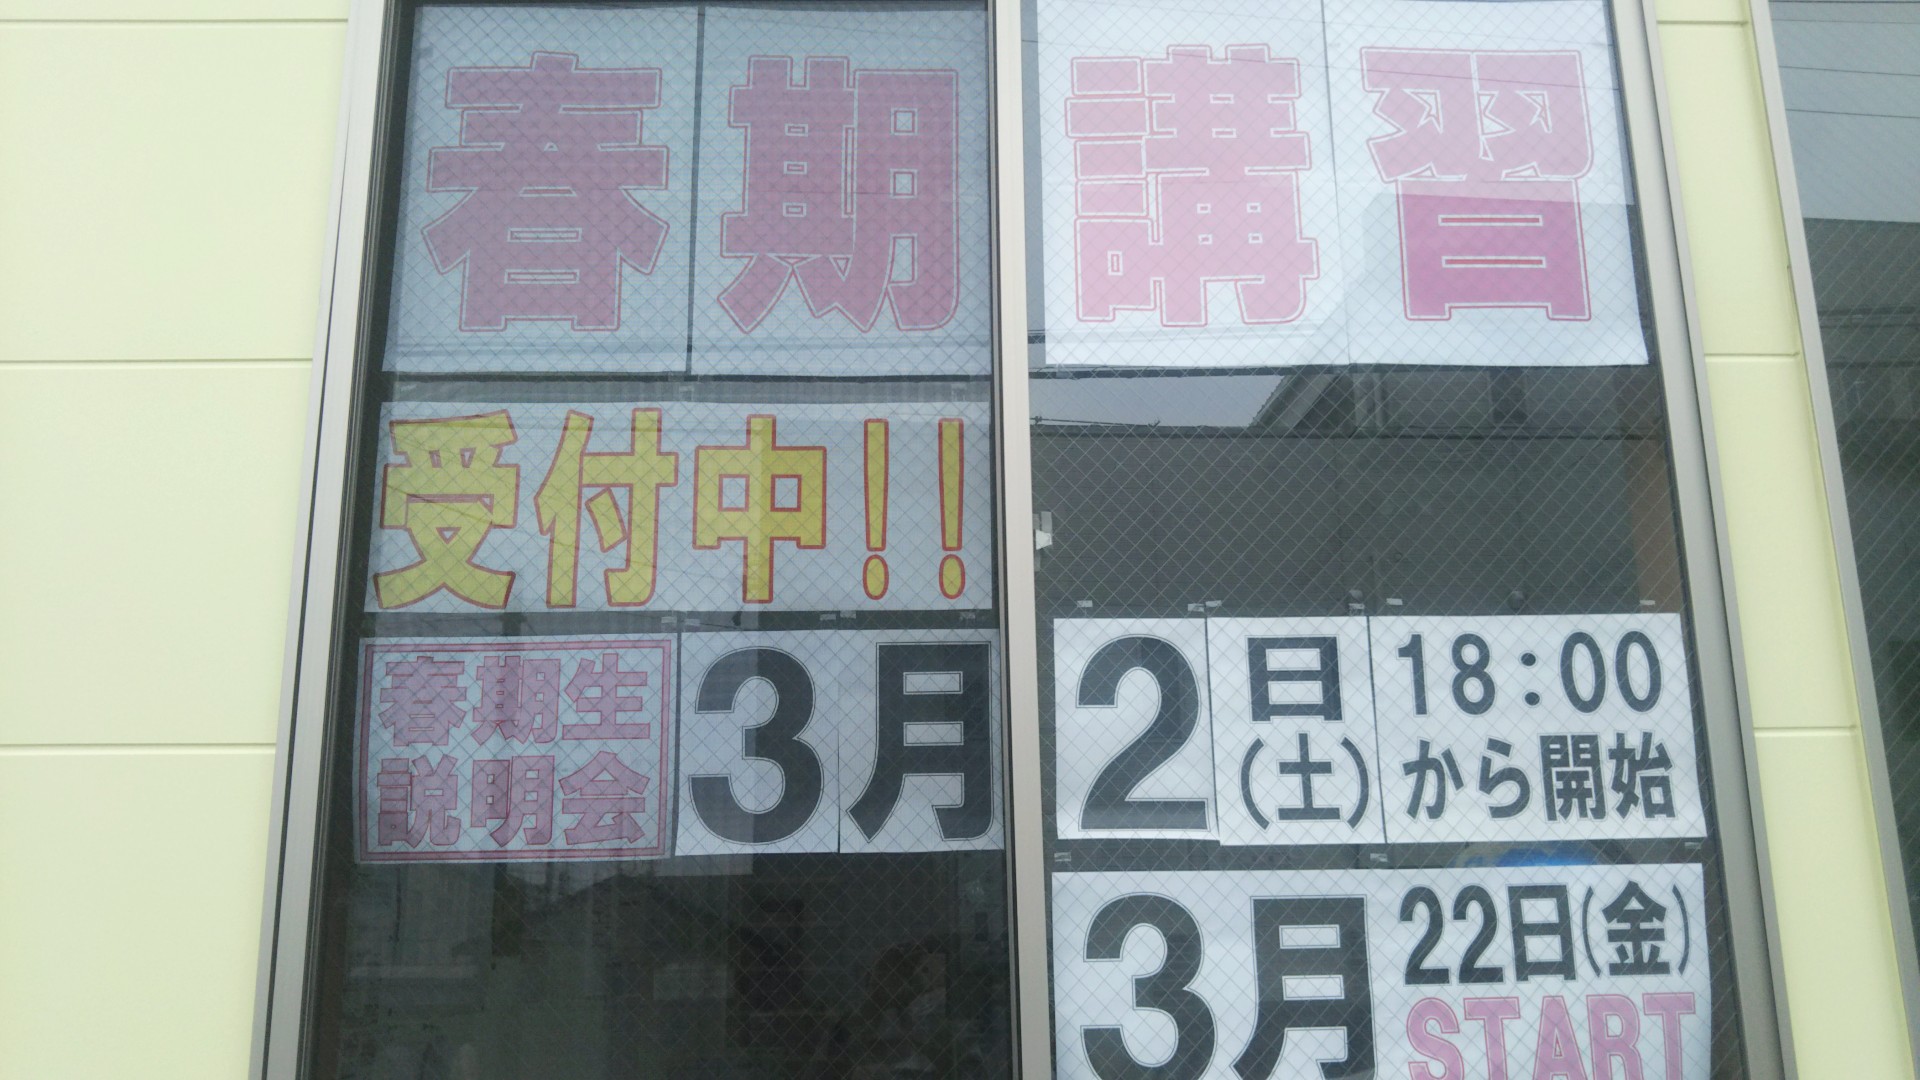 春期講習
受付中!!
春期生
説明会
3月2日(土)
18:00
から開始
3月22日(金)
START